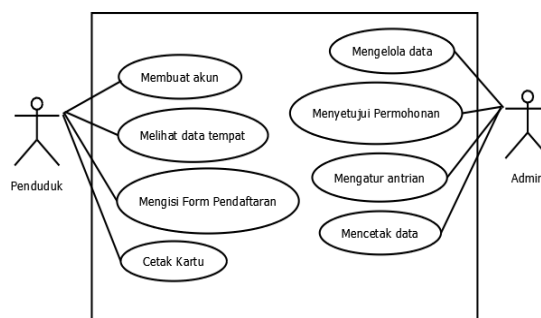 Membuat akun
Melihat data tempat
Mengisi Form Pendaftaran
Cetak Kartu
Penduduk
Mengelola data
Menyetujui Permohonan
Mengatur antrian
Mencetak data
Admin